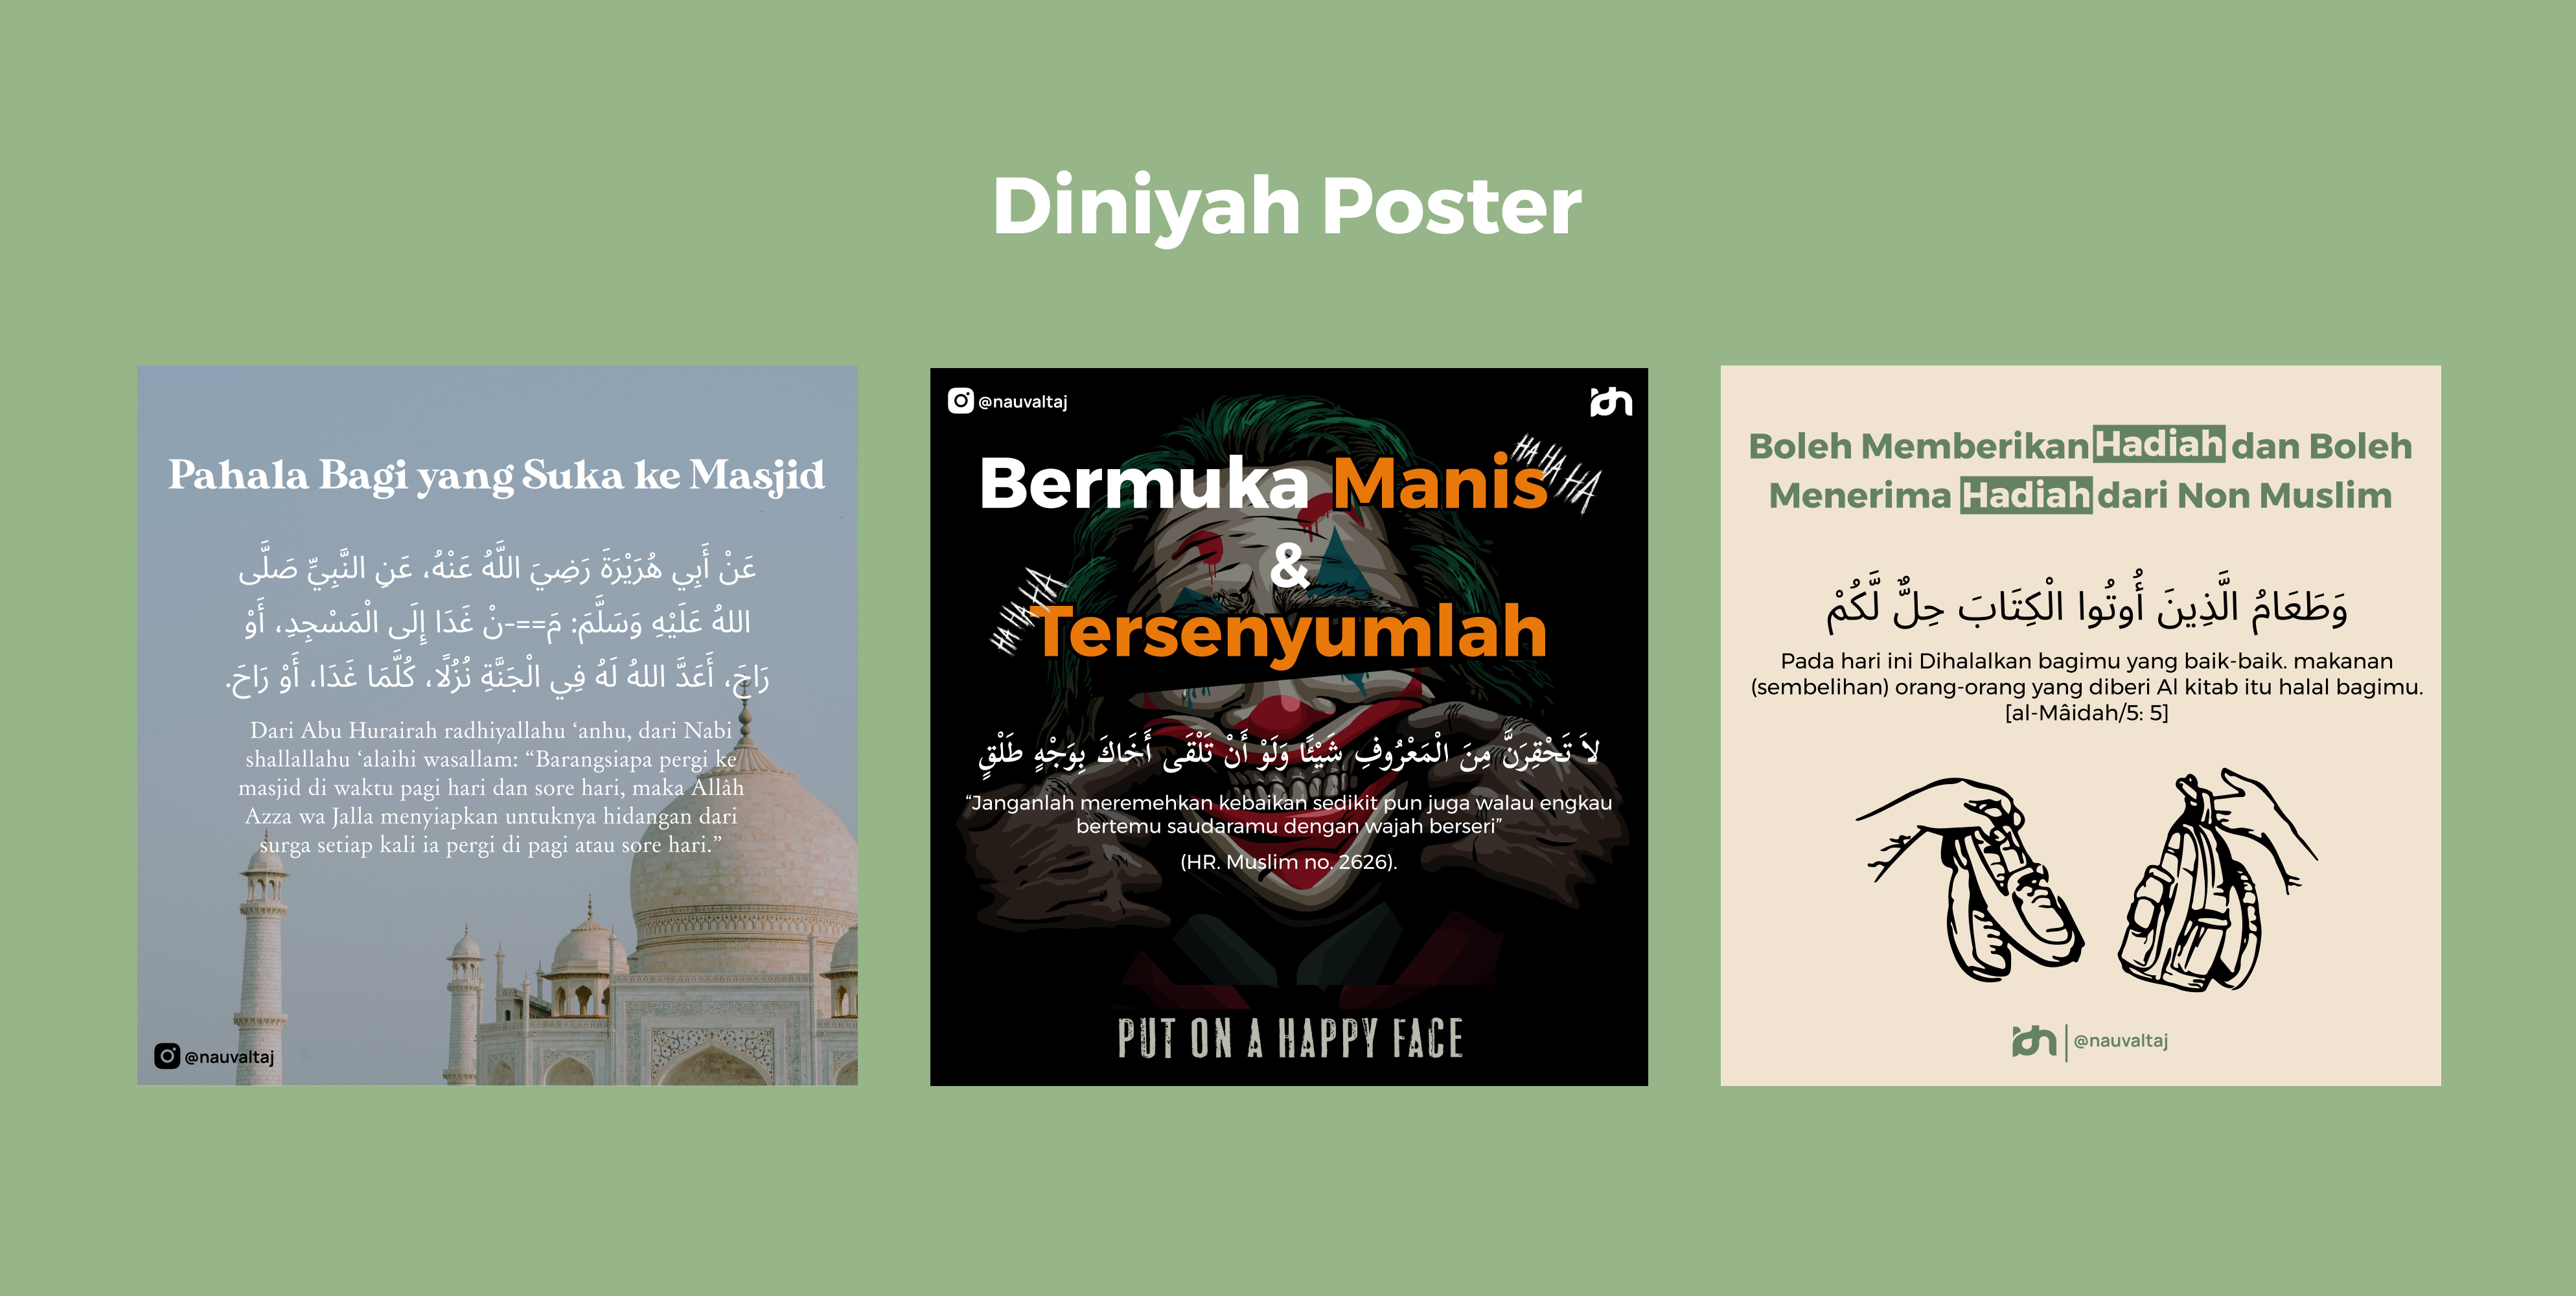 Diniyah Poster
Pahala Bagi yang Suka ke Masjid
عَنْ أَبِي هُرَيْرَةَ رَضِيَ اللَّهُ عَنْهُ، عَنِ النَّبِيِّ صَلَّى
اللهُ عَلَيْهِ وَسَلَّمَ: مَ==-نْ غَدَا إِلَى الْمَسْجِدِ، أَوْ
رَاحَ، أَعَدَّ اللهُ لَهُ فِي الْجَنَّةِ نُزُلًا، كُلَّمَا غَدَا، أَوْ رَاحَ.
Dari Abu Hurairah radhiyallahu ‘anhu, dari Nabi
shallallahu ‘alaihi wasallam: “Barangsiapa pergi ke
masjid di waktu pagi hari dan sore hari, maka Allâh
Azza wa Jalla menyiapkan untuknya hidangan dari
surga setiap kali ia pergi di pagi atau sore hari.”
@nauvaltaj
@nauvaltaj
Bermuka Manis
HA HA HA
&
HA HA HA
Tersenyumlah
لاَ تَحْقِرَنَّ مِنَ الْمَعْرُوفِ شَيْئًا وَلَوْ أَنْ تَلْقَى أَخَاكَ بِوَجْهٍ طَلْقٍ
“Janganlah meremehkan kebaikan sedikit pun juga walau engkau
bertemu saudaramu dengan wajah berseri”
(HR. Muslim no. 2626).
PUT ON A HAPPY FACE
Boleh Memberikan Hadiah dan Boleh
Menerima Hadiah dari Non Muslim
وَطَعَامُ الَّذِينَ أُوتُوا الْكِتَابَ حِلٌّ لَّكُمْ
Pada hari ini Dihalalkan bagimu yang baik-baik. makanan
(sembelihan) orang-orang yang diberi Al kitab itu halal bagimu.
[al-Mâidah/5: 5]
@nauvaltaj